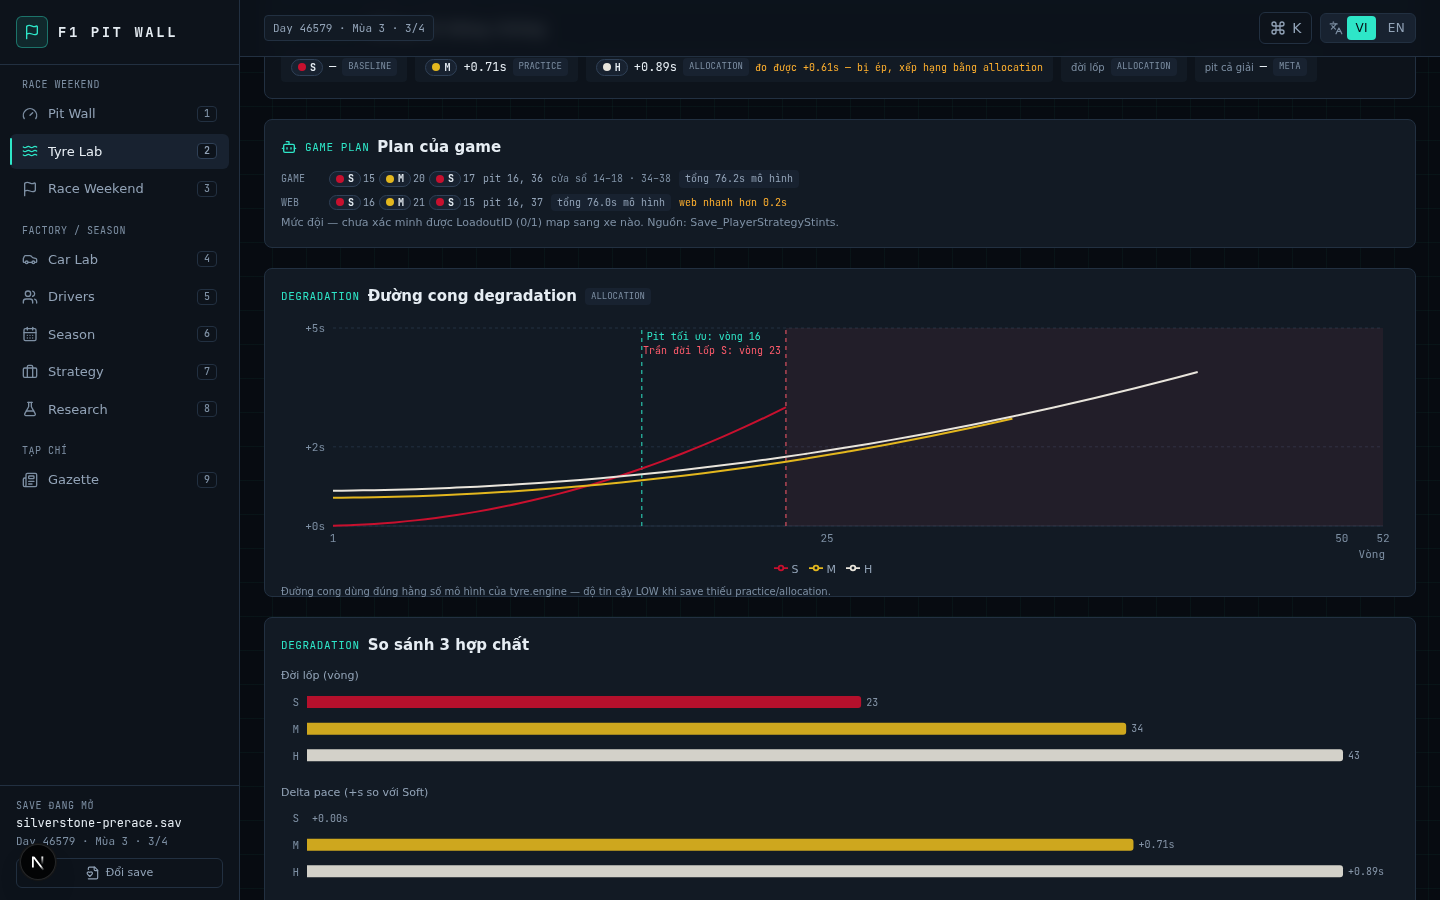 F1 PIT WALL
RACE WEEKEND
Pit Wall 1
Tyre Lab 2
Race Weekend 3
FACTORY / SEASON
Car Lab 4
Drivers 5
Season 6
Strategy 7
Research 8
TẠP CHÍ
Gazette 9
SAVE ĐANG MỞ
silverstone-prerace.sav
Day 46579 · Mùa 3 · 3/4
N
Đổi save
Day 46579 · Mùa 3 · 3/4
⌘ K
VI EN
S — BASELINE M +0.71s PRACTICE H +0.89s ALLOCATION đo được +0.61s — bị ép, xếp hạng bằng allocation đời lốp ALLOCATION pit cả giải — META
GAME PLAN Plan của game
GAME S 15 M 20 S 17 pit 16, 36 cửa sổ 14–18 · 34–38 tổng 76.2s mô hình
WEB S 16 M 21 S 15 pit 16, 37 tổng 76.0s mô hình web nhanh hơn 0.2s
Mức đội — chưa xác minh được LoadoutID (0/1) map sang xe nào. Nguồn: Save_PlayerStrategyStints.
DEGRADATION Đường cong degradation ALLOCATION
+5s
Pit tối ưu: vòng 16
Trần đời lốp S: vòng 23
+2s
+0s
1 25 50 52
Vòng
S M H
Đường cong dùng đúng hằng số mô hình của tyre.engine — độ tin cậy LOW khi save thiếu practice/allocation.
DEGRADATION So sánh 3 hợp chất
Đời lốp (vòng)
S 23
M 34
H 43
Delta pace (+s so với Soft)
S +0.00s
M +0.71s
H +0.89s